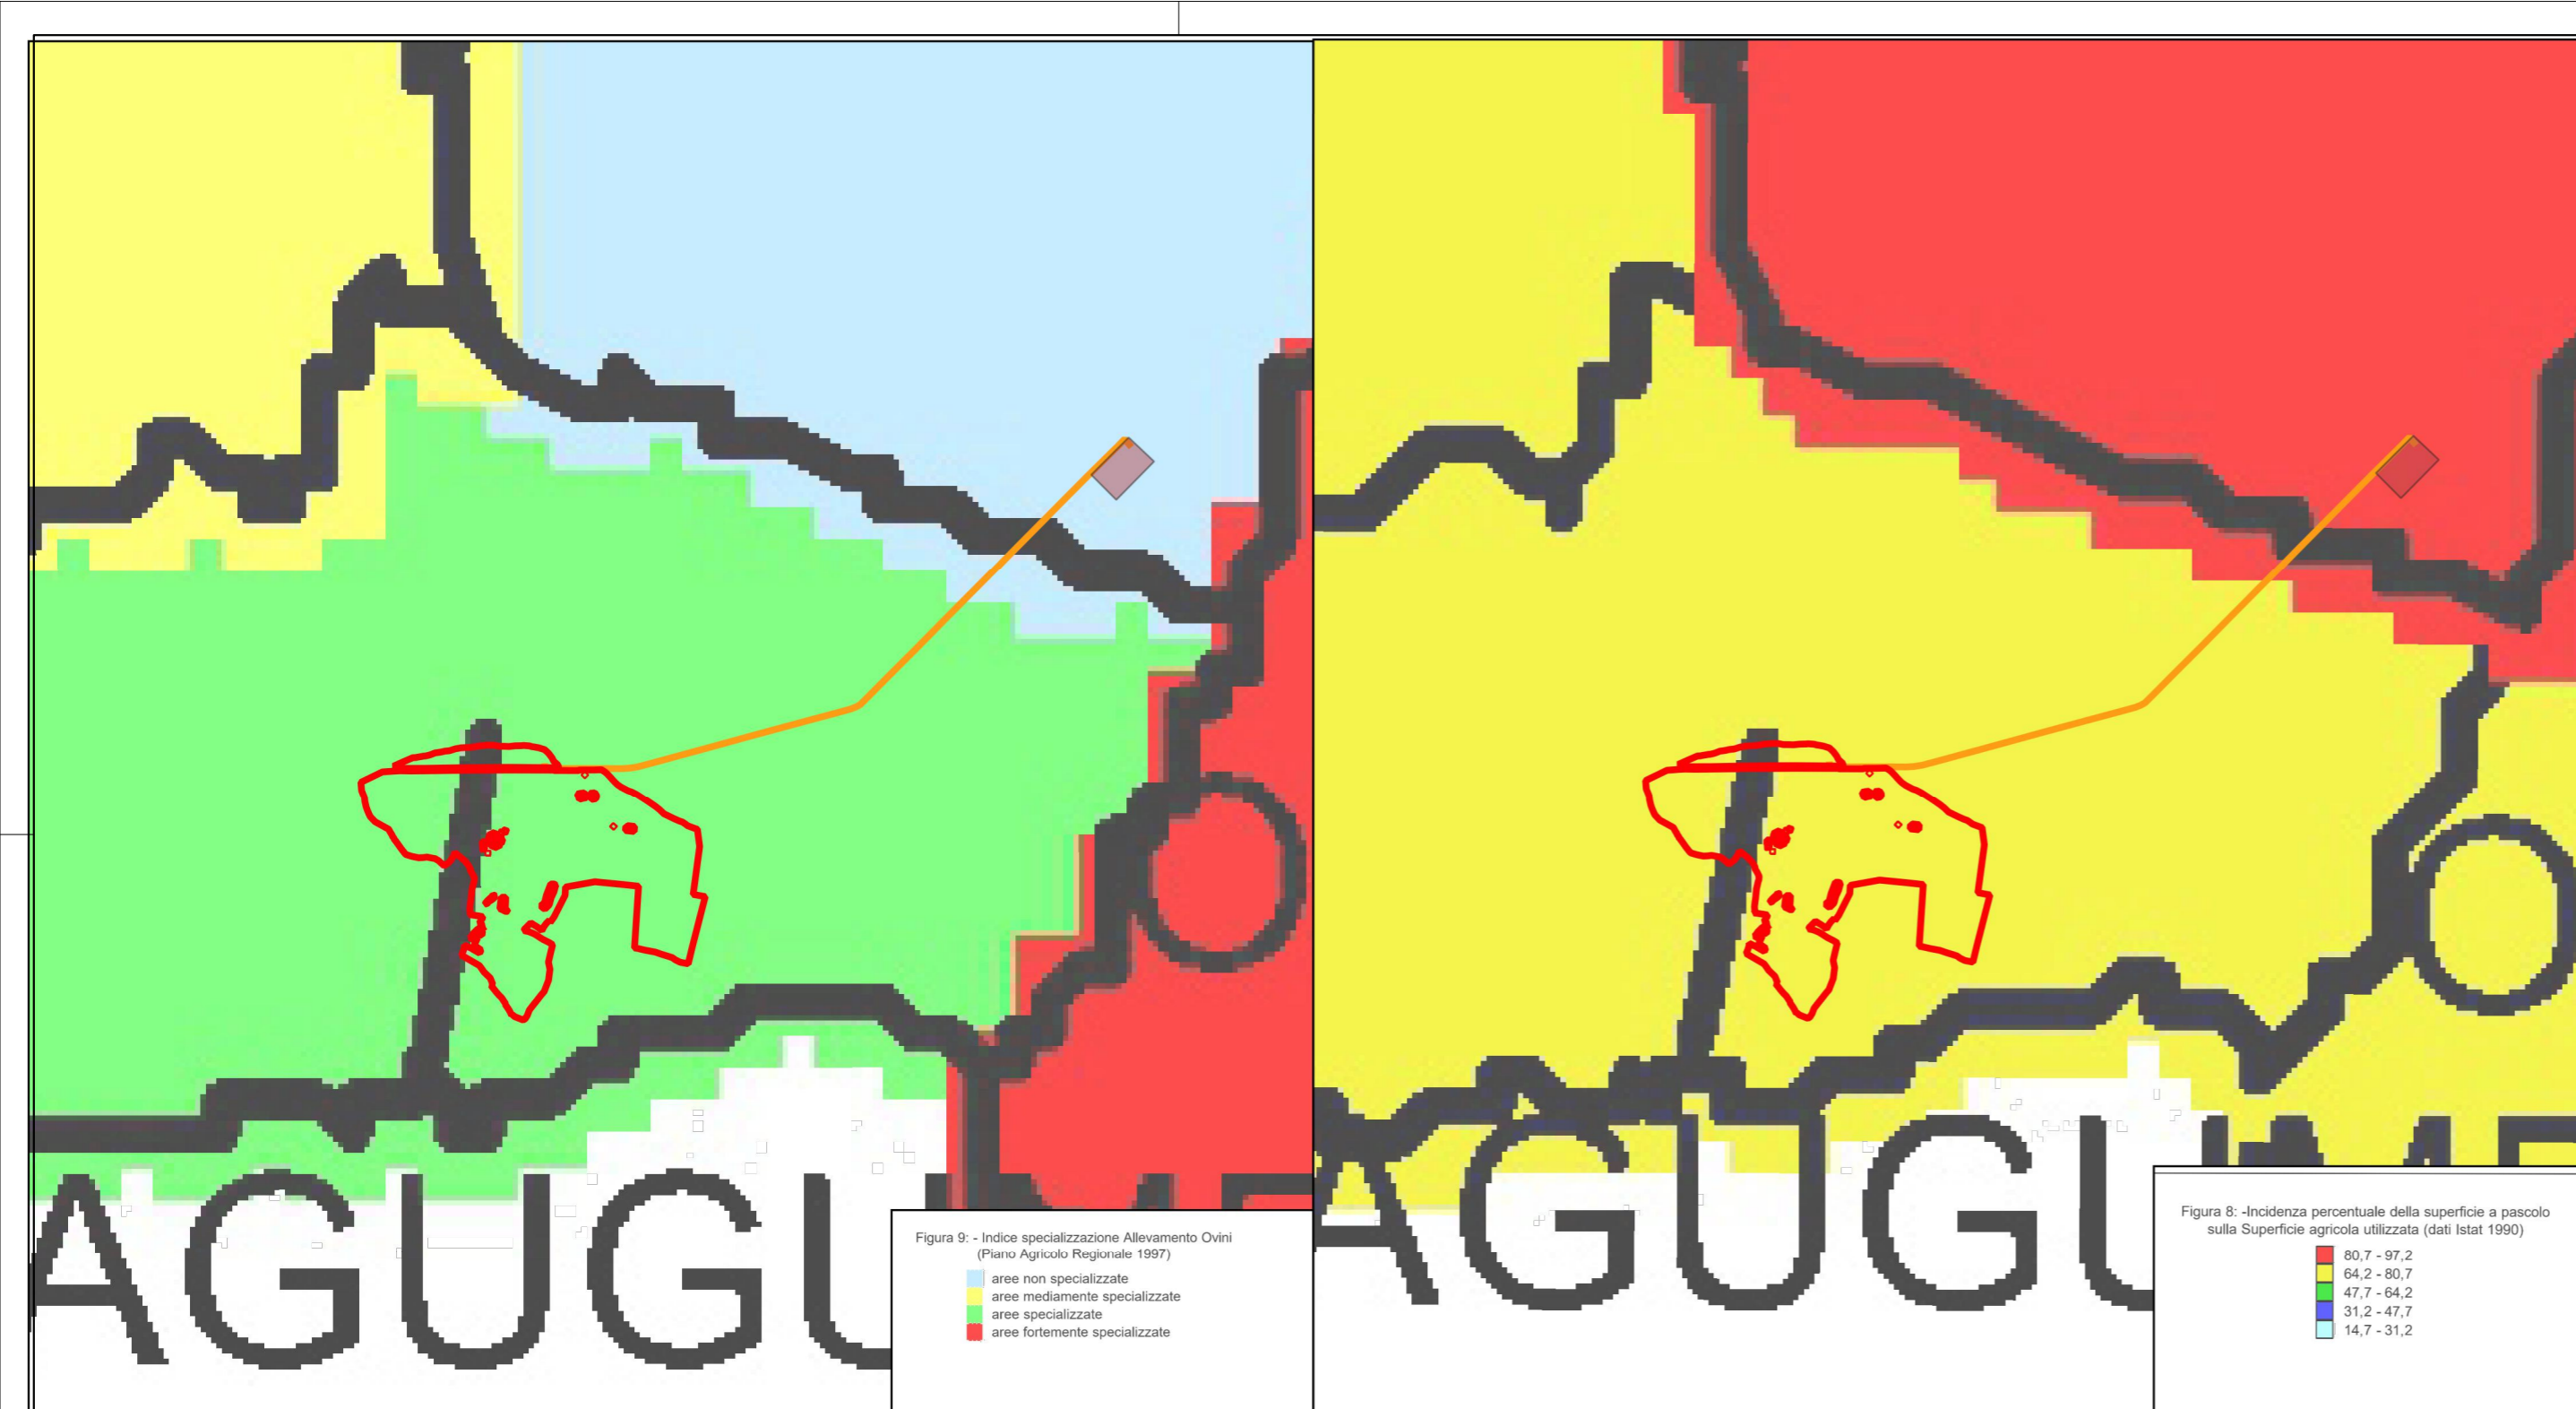 O
AGUGU
Figura 9: - Indice specializzazione Allevamento Ovini
(Piano Agricolo Regionale 1997)
aree non specializzate
aree mediamente specializzate
aree specializzate
aree fortemente specializzate
O
AGUGU
Figura 8: -Incidenza percentuale della superficie a pascolo
sulla Superficie agricola utilizzata (dati Istat 1990)
80,7 - 97,2
64,2 - 80,7
47,7 - 64,2
31,2 - 47,7
14,7 - 31,2